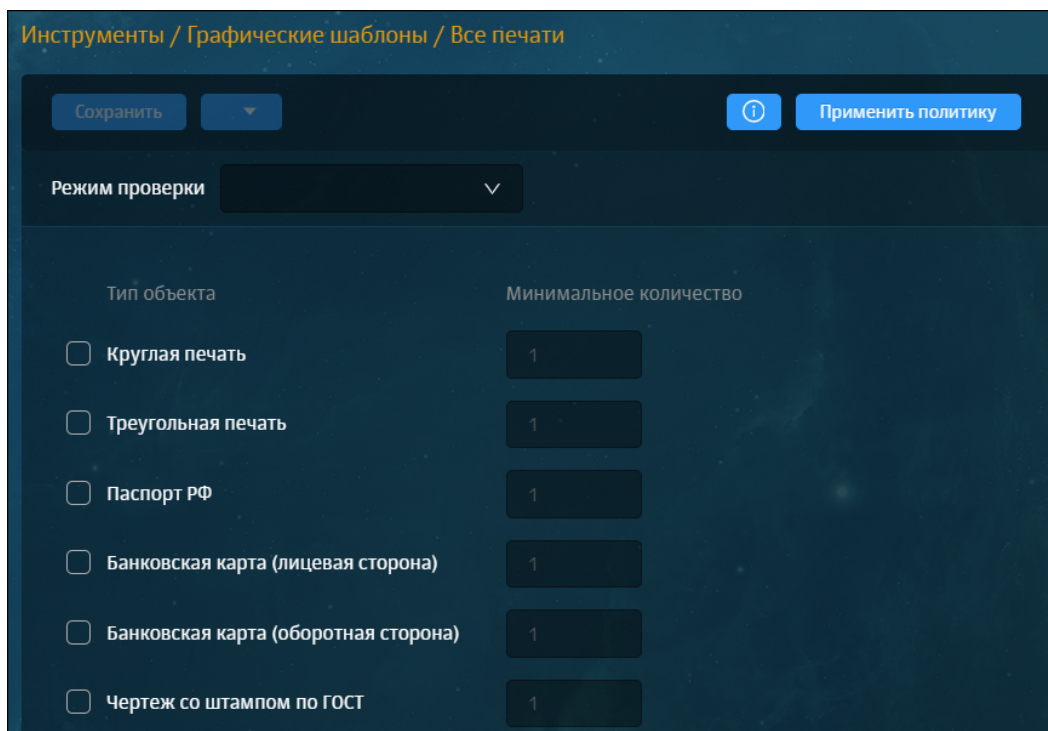 Инструменты / Графические шаблоны / Все печати
Сохранить
Применить политику
Режим проверки
Тип объекта Минимальное количество
Круглая печать 1
Треугольная печать 1
Паспорт РФ 1
Банковская карта (лицевая сторона) 1
Банковская карта (оборотная сторона) 1
Чертеж со штампом по ГОСТ 1